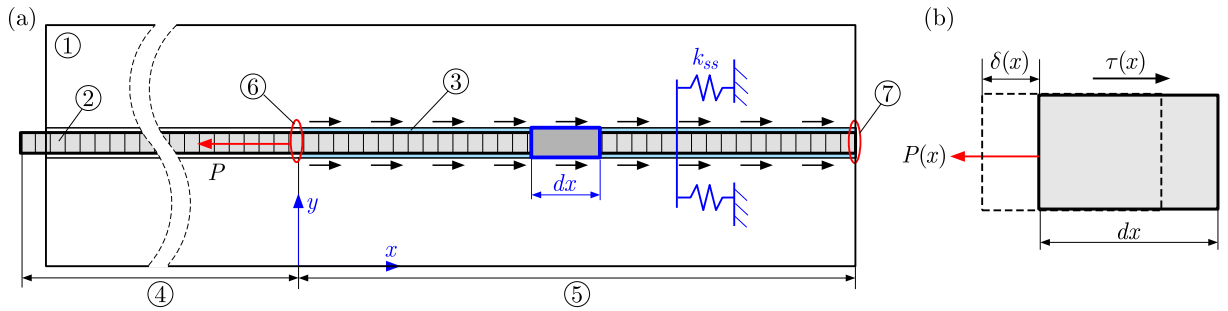 (a)
(b)
①
k_ss
δ(x)
τ(x)
⑥
③
⑦
②
P
P(x)
dx
y
dx
x
④
⑤